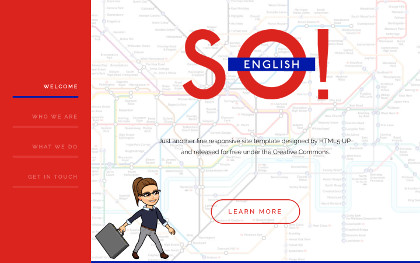 WELCOME
WHO WE ARE
WHAT WE DO
GET IN TOUCH
SO!
ENGLISH
Just another fine responsive site template designed by HTML5 UP
and released for free under the Creative Commons.
LEARN MORE